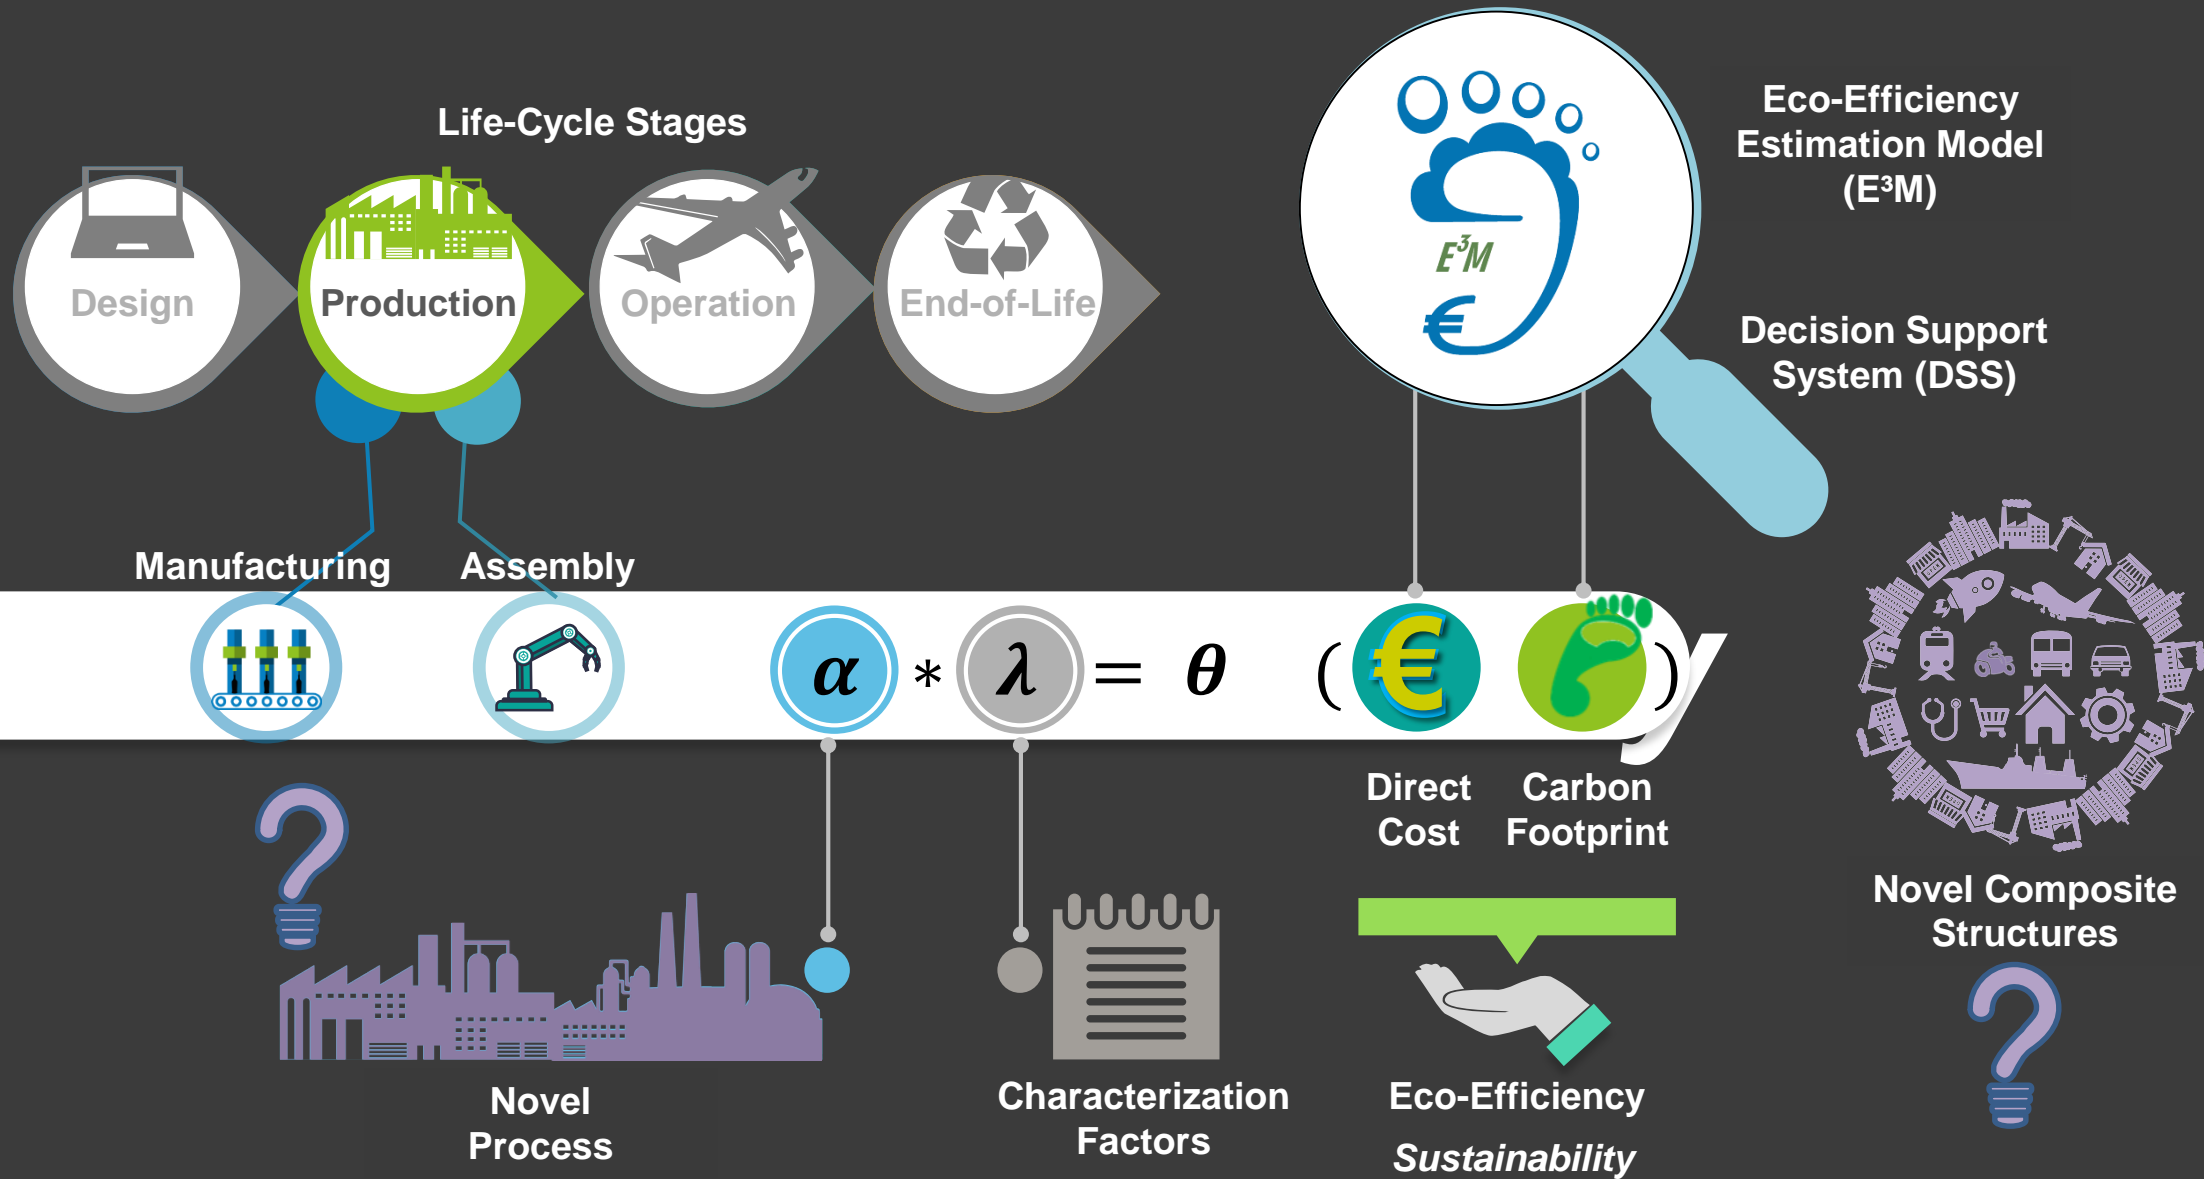 Life-Cycle Stages
Design
Production
Operation
End-of-Life
E³M
€
Eco-Efficiency
Estimation Model
(E³M)
Decision Support
System (DSS)
Manufacturing
Assembly
α * λ = θ (€)
y
Direct
Cost
Carbon
Footprint
Novel
Process
Characterization
Factors
Eco-Efficiency
Sustainability
Novel Composite
Structures
?
?